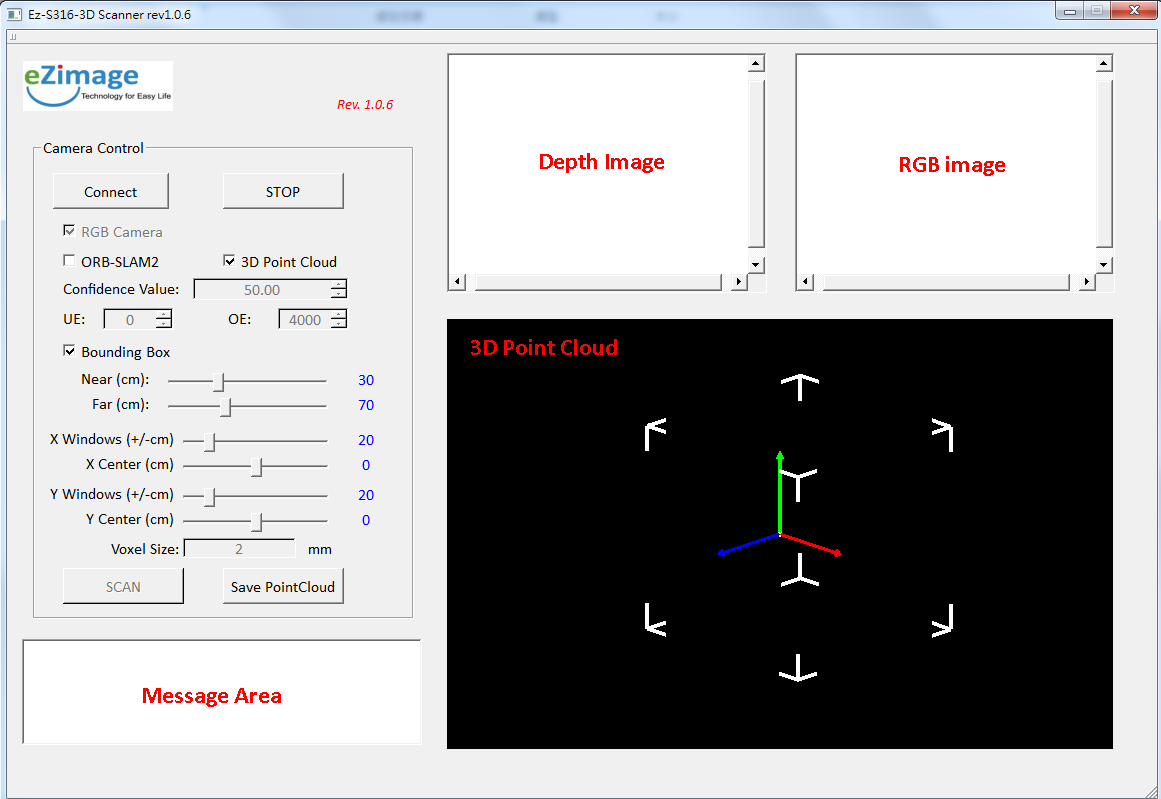 Ez-S316-3D Scanner rev1.0.6
eZimage
Technology for Easy Life
Rev. 1.0.6
Camera Control
Connect
STOP
RGB Camera
ORB-SLAM2
3D Point Cloud
Confidence Value: 50.00
UE: 0
OE: 4000
Bounding Box
Near (cm): 30
Far (cm): 70
X Windows (+/-cm) 20
X Center (cm) 0
Y Windows (+/-cm) 20
Y Center (cm) 0
Voxel Size: 2 mm
SCAN
Save PointCloud
Message Area
Depth Image
RGB image
3D Point Cloud